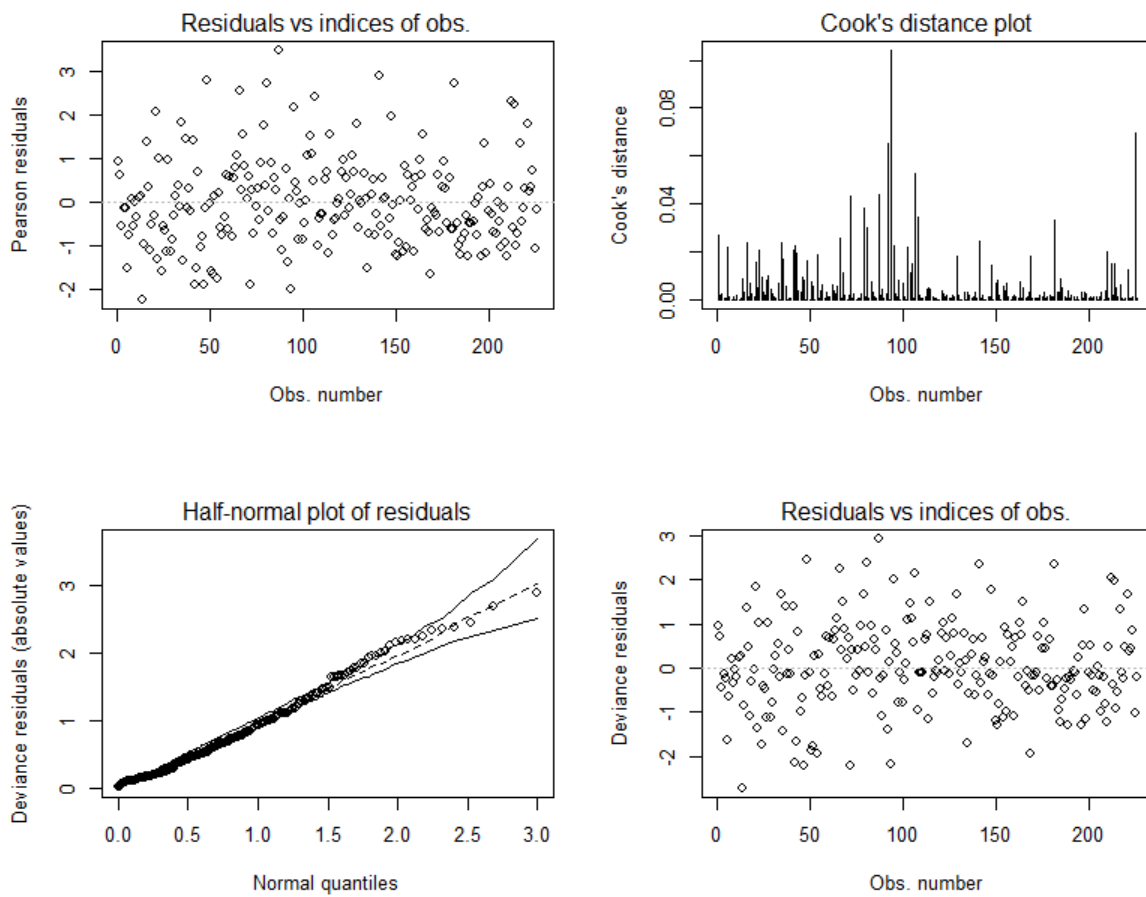 Residuals vs indices of obs.
Pearson residuals
3
2
1
0
-1
-2
0 50 100 150 200
Obs. number
Cook's distance plot
Cook's distance
0.08
0.04
0.00
0 50 100 150 200
Obs. number
Half-normal plot of residuals
Deviance residuals (absolute values)
3
2
1
0
0.0 0.5 1.0 1.5 2.0 2.5 3.0
Normal quantiles
Residuals vs indices of obs.
Deviance residuals
3
2
1
0
-1
-2
0 50 100 150 200
Obs. number